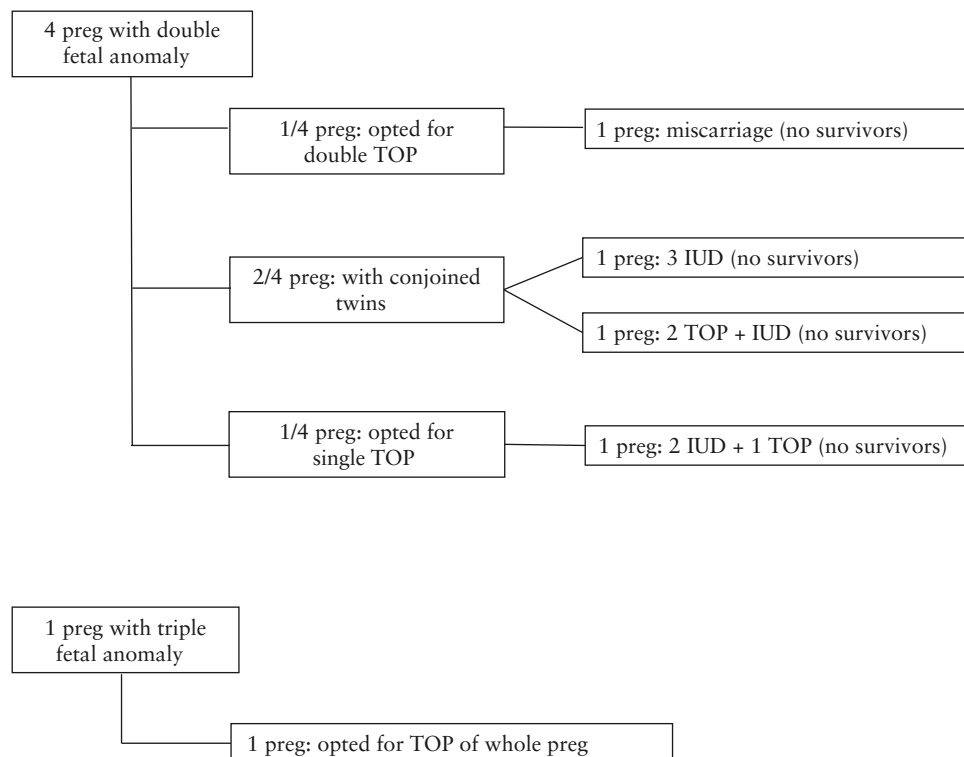 4 preg with double
fetal anomaly
1/4 preg: opted for
double TOP
1 preg: miscarriage (no survivors)
2/4 preg: with conjoined
twins
1 preg: 3 IUD (no survivors)
1 preg: 2 TOP + IUD (no survivors)
1/4 preg: opted for
single TOP
1 preg: 2 IUD + 1 TOP (no survivors)
1 preg with triple
fetal anomaly
1 preg: opted for TOP of whole preg